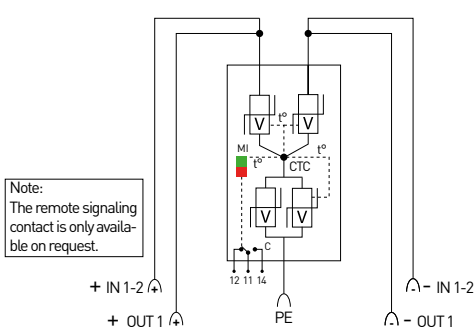 t°
V
V
MI
t°
t°
CTC
Note:
The remote signaling
contact is only availa-
ble on request.
V
V
C
12 11 14
+ IN 1-2 +
- - IN 1-2
+ OUT 1 +
PE
- - OUT 1